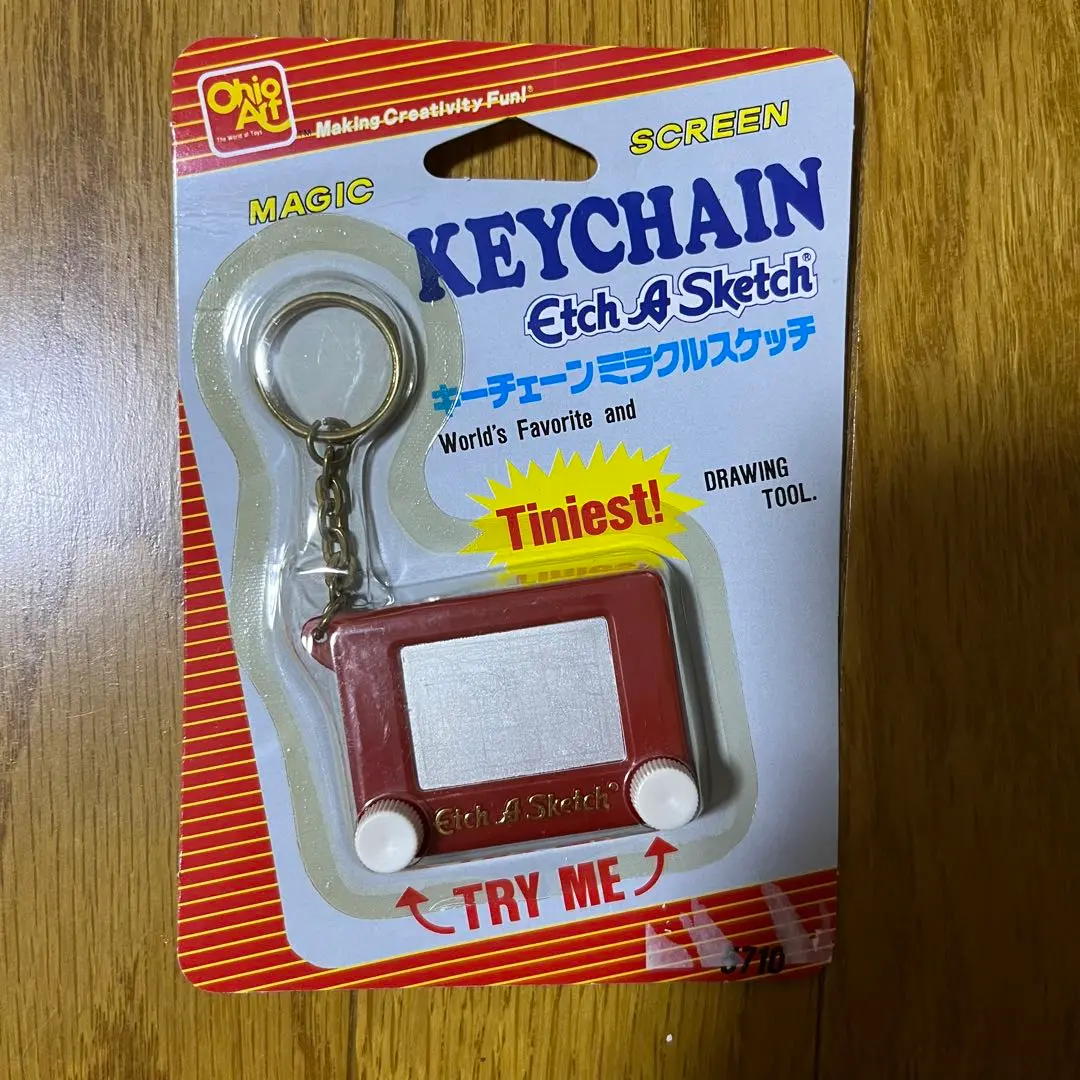 Ohio
Art
The World of Toys
™ Making Creativity Fun!®
MAGIC
SCREEN
KEYCHAIN
Etch A Sketch®
キーチェーンミラクルスケッチ
World's Favorite and
Tiniest!
DRAWING
TOOL.
Etch A Sketch®
TRY ME
5710